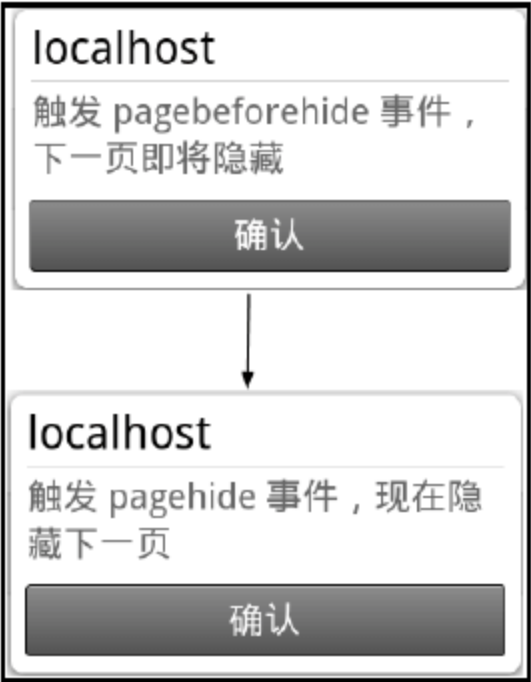 localhost
触发 pagebeforehide 事件，
下一页即将隐藏
确认
localhost
触发 pagehide 事件，现在隐
藏下一页
确认